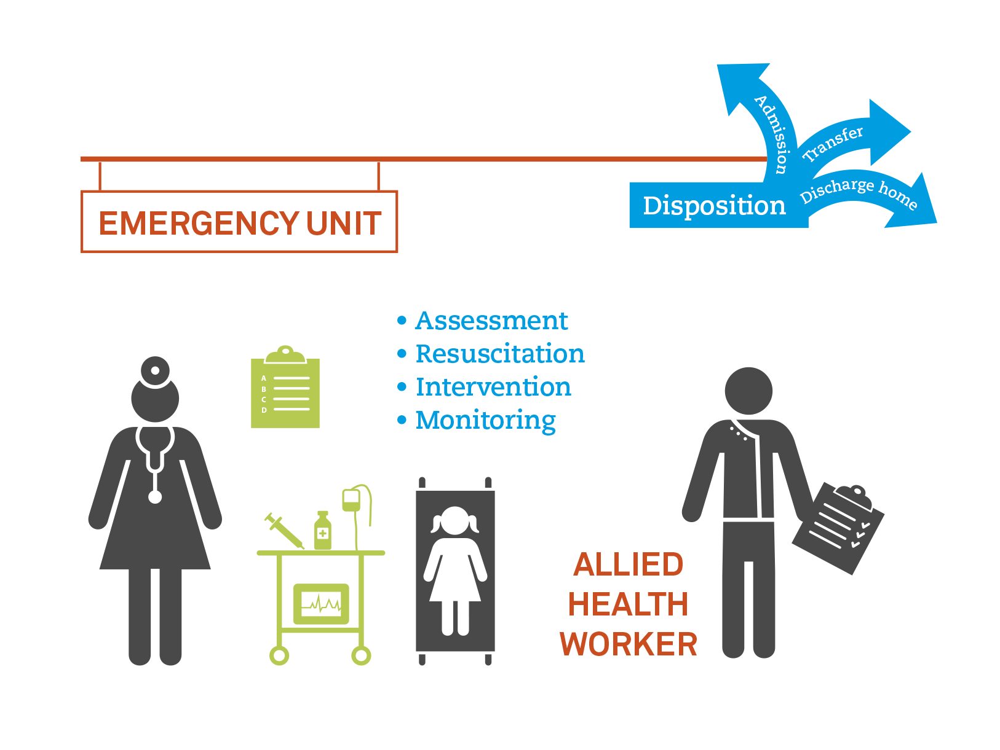 Admission
Transfer
Discharge home
Disposition
EMERGENCY UNIT
• Assessment
• Resuscitation
• Intervention
• Monitoring
A
B
C
D
ALLIED
HEALTH
WORKER